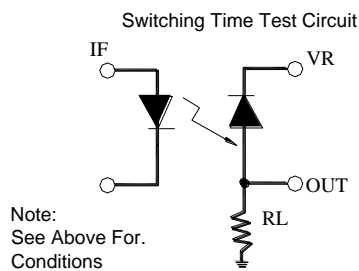 Switching Time Test Circuit
IF
VR
OUT
RL
Note:
See Above For.
Conditions